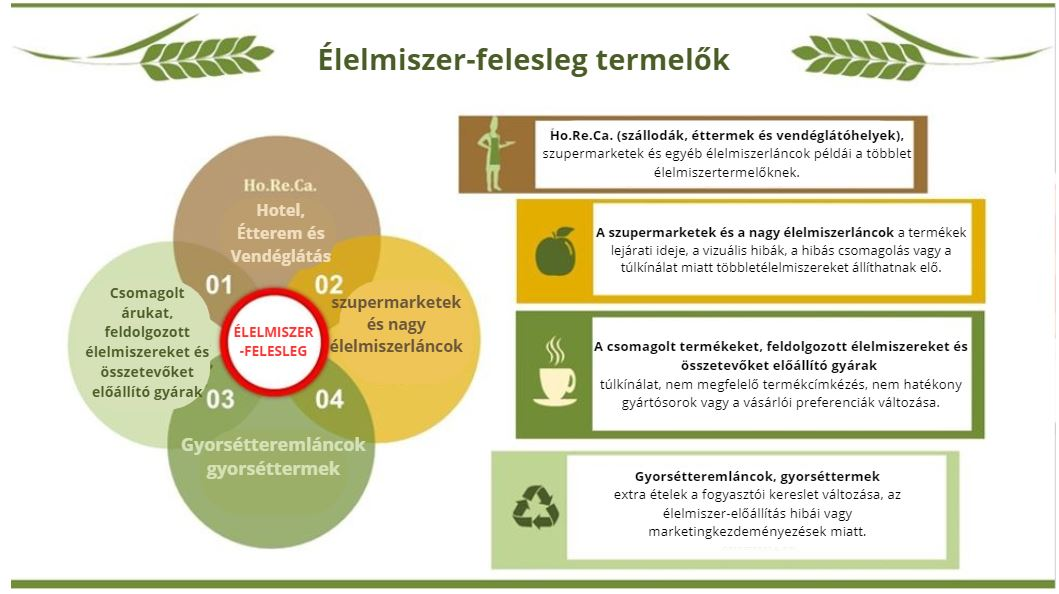 Élelmiszer-felesleg termelők
Ho.Re.Ca.
Hotel,
Étterem és
Vendéglátás
01
02
Csomagolt
árukat,
feldolgozott
élelmiszereket és
összetevőket
előállító gyárak
ÉLELMISZER
-FELESLEG
szupermarketek
és nagy
élelmiszerláncok
03
04
Gyorsétteremláncok
gyorséttermek
Ho.Re.Ca. (szállodák, éttermek és vendéglátóhelyek),
szupermarketek és egyéb élelmiszerláncok példái a többlet
élelmiszertermelőknek.
A szupermarketek és a nagy élelmiszerláncok a termékek
lejárati ideje, a vizuális hibák, a hibás csomagolás vagy a
túlkínálat miatt többletélelmiszereket állíthatnak elő.
A csomagolt termékeket, feldolgozott élelmiszereket és
összetevőket előállító gyárak
túlkínálat, nem megfelelő termékcímkézés, nem hatékony
gyártósorok vagy a vásárlói preferenciák változása.
Gyorsétteremláncok, gyorséttermek
extra ételek a fogyasztói kereslet változása, az
élelmiszer-előállítás hibái vagy
marketingkezdeményezések miatt.